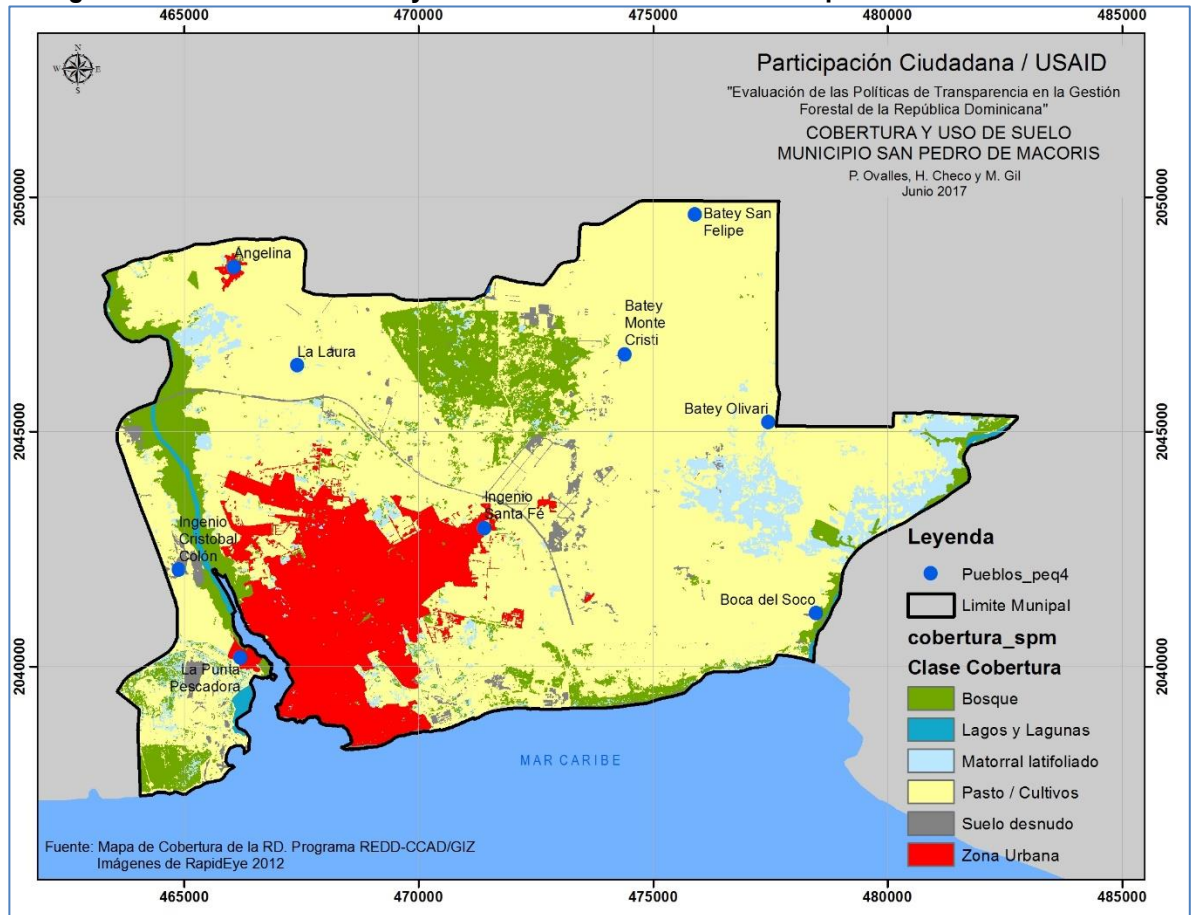 465000 470000 475000 480000 485000
N
W E
S
Participación Ciudadana / USAID
"Evaluación de las Políticas de Transparencia en la Gestión
Forestal de la República Dominicana"
COBERTURA Y USO DE SUELO
MUNICIPIO SAN PEDRO DE MACORIS
P. Ovalles, H. Checo y M. Gil
Junio 2017
2050000 2050000
Batey San
Felipe
Angelina
Batey
Monte
Cristi
La Laura
Batey Olivari
2045000 2045000
Ingenio
Santa Fé
Ingenio
Cristobal
Colón
Boca del Soco
2040000 2040000
La Punta
Pescadora
MAR CARIBE
Leyenda
Pueblos_peq4
Limite Munipal
cobertura_spm
Clase Cobertura
Bosque
Lagos y Lagunas
Matorral latifoliado
Pasto / Cultivos
Suelo desnudo
Zona Urbana
Fuente: Mapa de Cobertura de la RD. Programa REDD-CCAD/GIZ
Imágenes de RapidEye 2012
465000 470000 475000 480000 485000